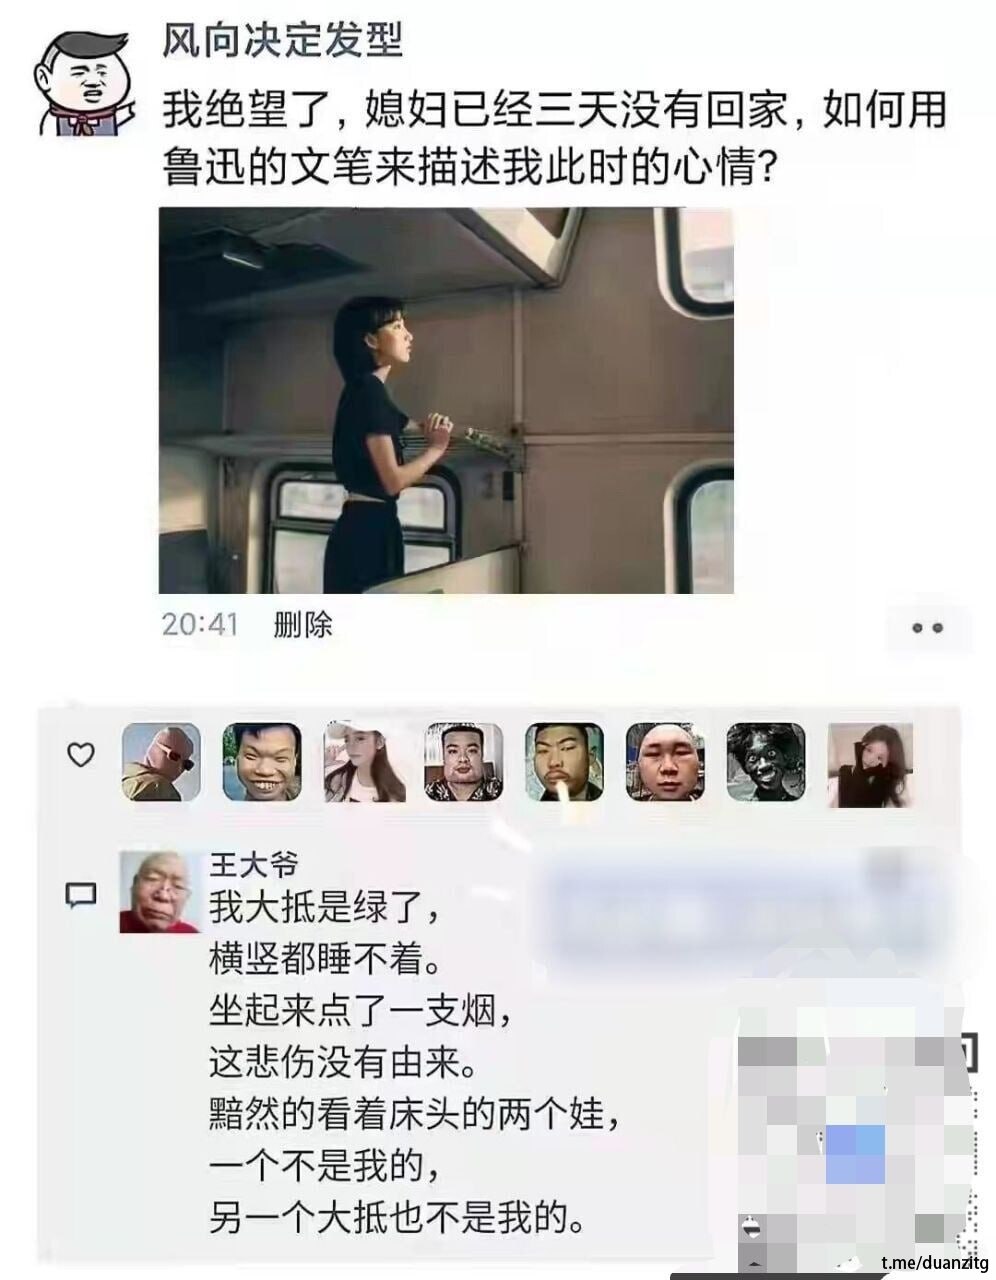 风向决定发型
我绝望了，媳妇已经三天没有回家，如何用
鲁迅的文笔来描述我此时的心情？
20:41 删除
王大爷
我大抵是绿了，
横竖都睡不着。
坐起来点了一支烟，
这悲伤没有由来。
黯然的看着床头的两个娃，
一个不是我的，
另一个大抵也不是我的。
t.me/duanzitg